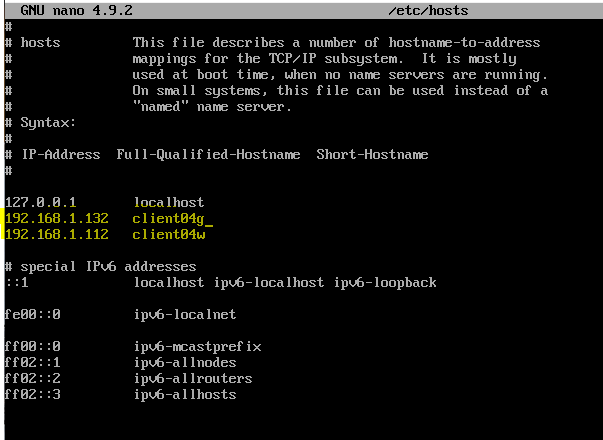 GNU nano 4.9.2 /etc/hosts
#
# hosts This file describes a number of hostname-to-address
# mappings for the TCP/IP subsystem. It is mostly
# used at boot time, when no name servers are running.
# On small systems, this file can be used instead of a
# "named" name server.
# Syntax:
#
# IP-Address Full-Qualified-Hostname Short-Hostname
#
127.0.0.1 localhost
192.168.1.132 client04g_
192.168.1.112 client04w
# special IPv6 addresses
::1 localhost ipv6-localhost ipv6-loopback
fe00::0 ipv6-localnet
ff00::0 ipv6-mcastprefix
ff02::1 ipv6-allnodes
ff02::2 ipv6-allrouters
ff02::3 ipv6-allhosts